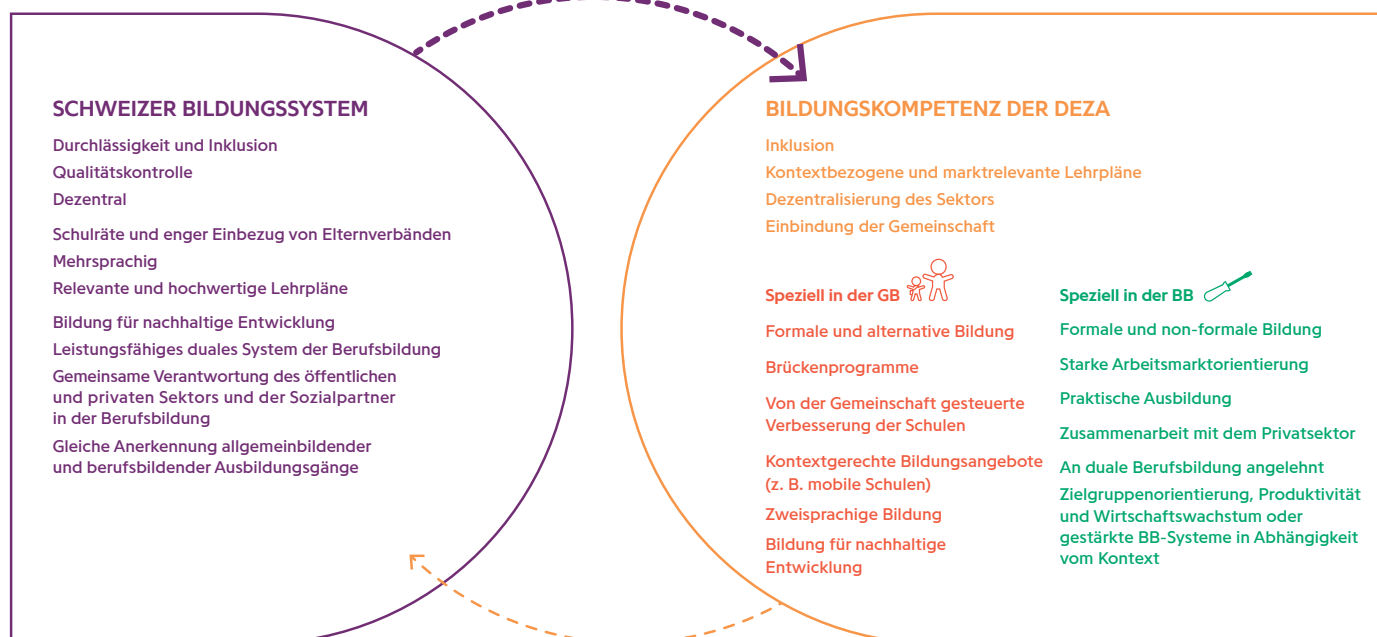 SCHWEIZER BILDUNGSSYSTEM
Durchlässigkeit und Inklusion
Qualitätskontrolle
Dezentral
Schulräte und enger Einbezug von Elternverbänden
Mehrsprachig
Relevante und hochwertige Lehrpläne
Bildung für nachhaltige Entwicklung
Leistungsfähiges duales System der Berufsbildung
Gemeinsame Verantwortung des öffentlichen
und privaten Sektors und der Sozialpartner
in der Berufsbildung
Gleiche Anerkennung allgemeinbildender
und berufsbildender Ausbildungsgänge
BILDUNGSKOMPETENZ DER DEZA
Inklusion
Kontextbezogene und marktrelevante Lehrpläne
Dezentralisierung des Sektors
Einbindung der Gemeinschaft
Speziell in der GB
Formale und alternative Bildung
Brückenprogramme
Von der Gemeinschaft gesteuerte
Verbesserung der Schulen
Kontextgerechte Bildungsangebote
(z. B. mobile Schulen)
Zweisprachige Bildung
Bildung für nachhaltige
Entwicklung
Speziell in der BB
Formale und non-formale Bildung
Starke Arbeitsmarktorientierung
Praktische Ausbildung
Zusammenarbeit mit dem Privatsektor
An duale Berufsbildung angelehnt
Zielgruppenorientierung, Produktivität
und Wirtschaftswachstum oder
gestärkte BB-Systeme in Abhängigkeit
vom Kontext